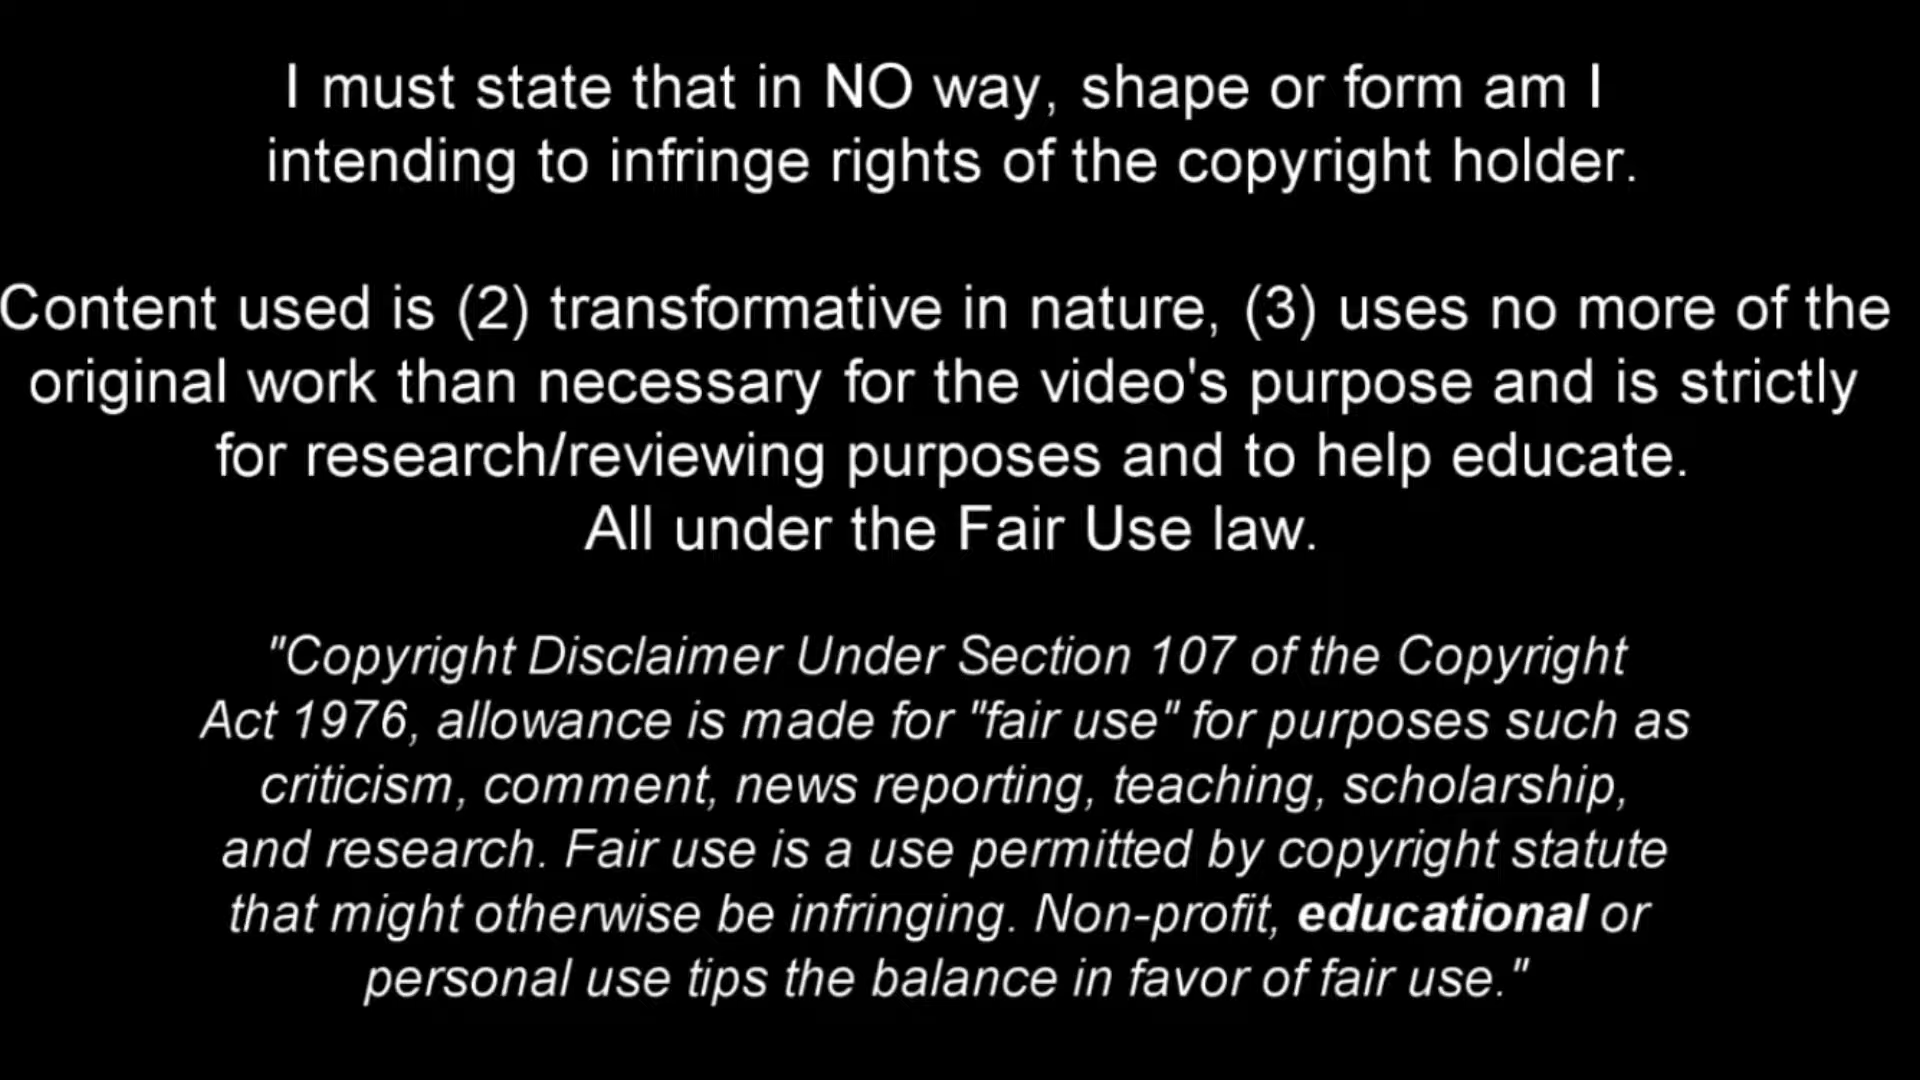 I must state that in NO way, shape or form am I
intending to infringe rights of the copyright holder.
Content used is (2) transformative in nature, (3) uses no more of the
original work than necessary for the video's purpose and is strictly
for research/reviewing purposes and to help educate.
All under the Fair Use law.
"Copyright Disclaimer Under Section 107 of the Copyright
Act 1976, allowance is made for "fair use" for purposes such as
criticism, comment, news reporting, teaching, scholarship,
and research. Fair use is a use permitted by copyright statute
that might otherwise be infringing. Non-profit, educational or
personal use tips the balance in favor of fair use."